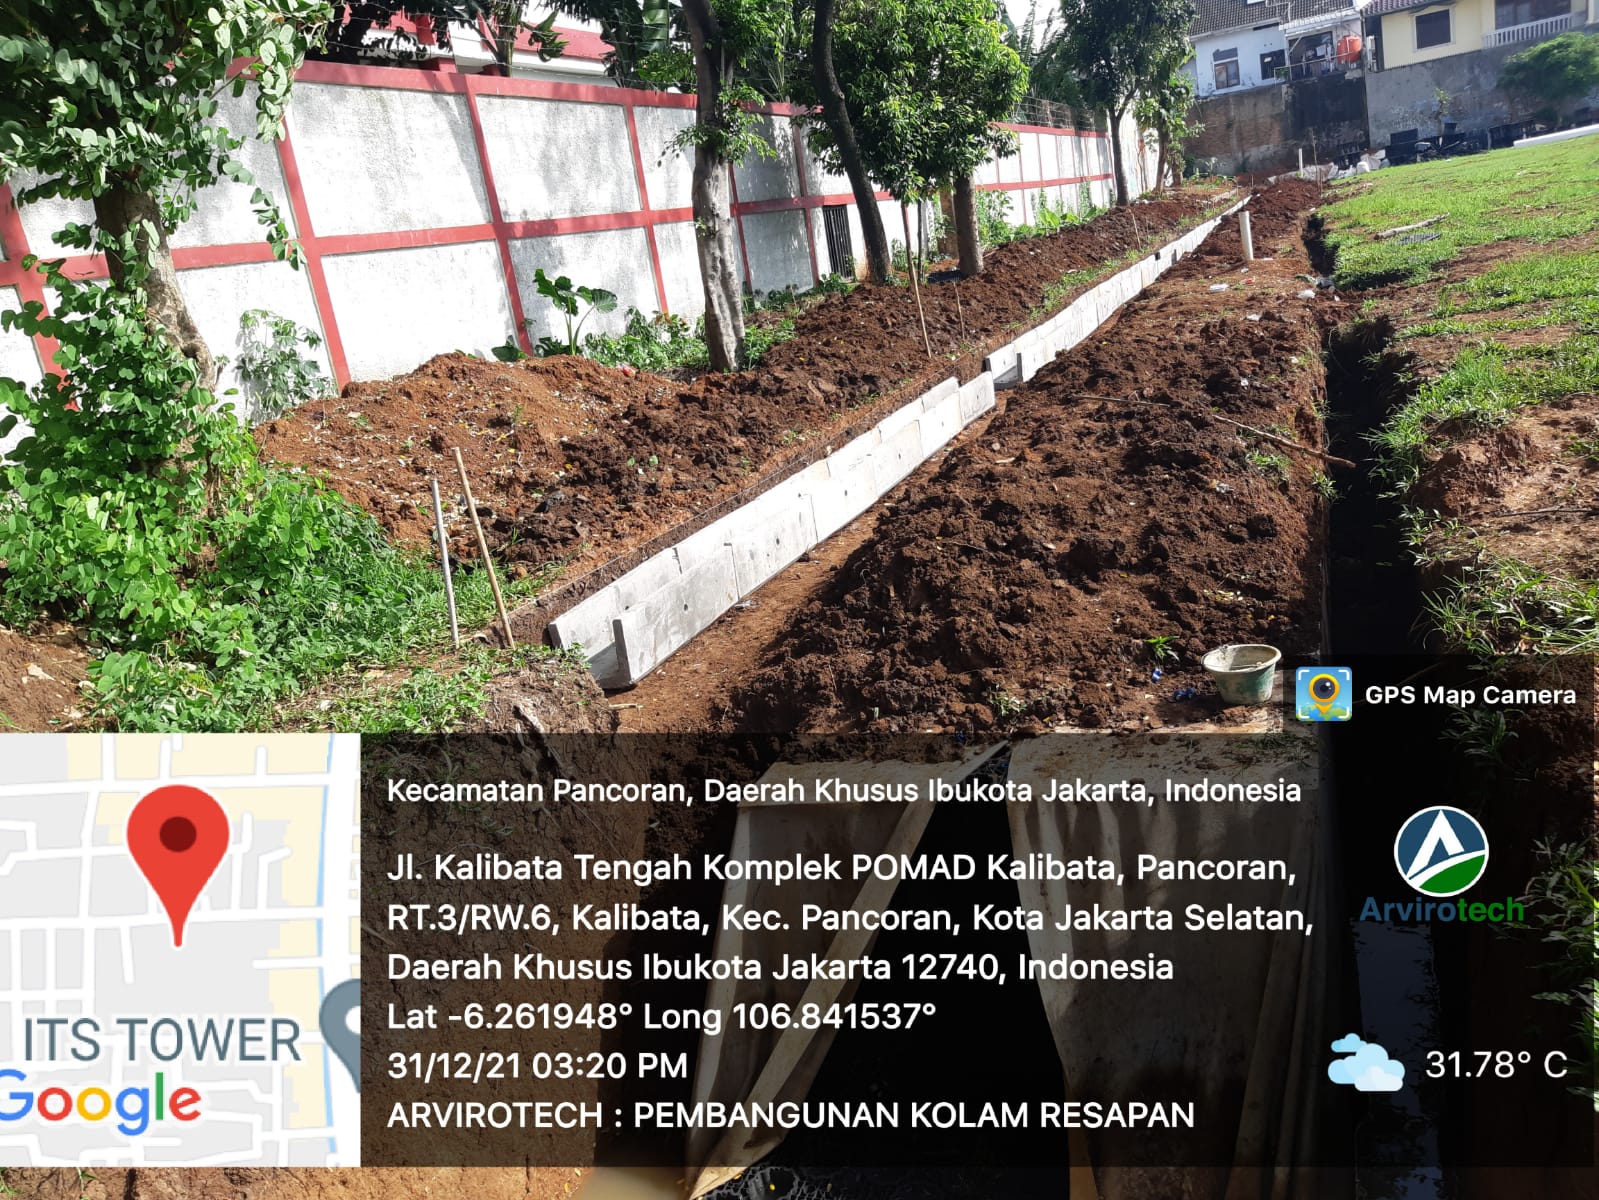 GPS Map Camera
Kecamatan Pancoran, Daerah Khusus Ibukota Jakarta, Indonesia
Jl. Kalibata Tengah Komplek POMAD Kalibata, Pancoran,
RT.3/RW.6, Kalibata, Kec. Pancoran, Kota Jakarta Selatan,
Daerah Khusus Ibukota Jakarta 12740, Indonesia
Lat -6.261948° Long 106.841537°
31/12/21 03:20 PM
ARVIROTECH : PEMBANGUNAN KOLAM RESAPAN
Arvirotech
31.78° C
ITS TOWER
Google